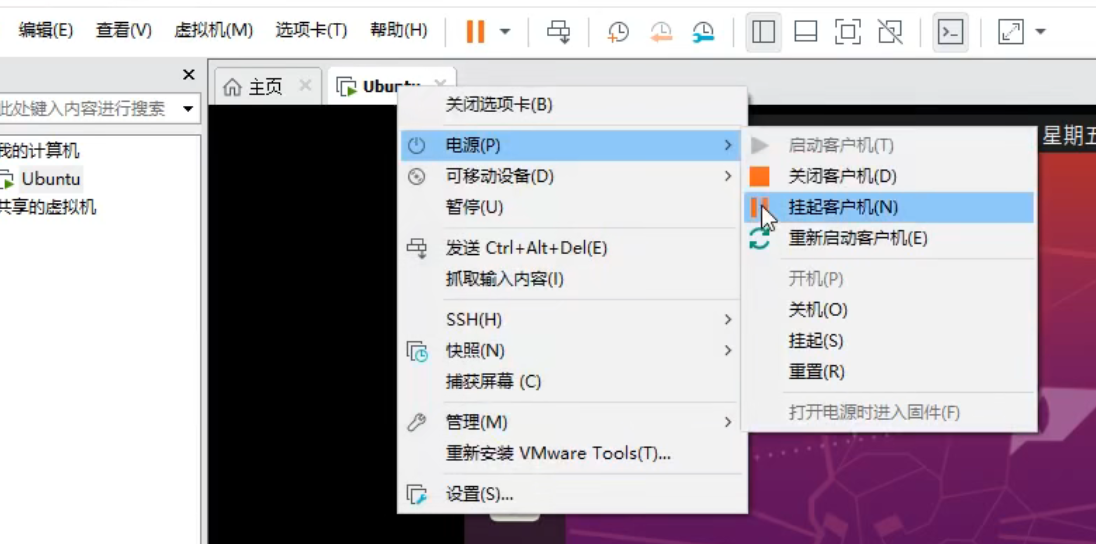 编辑(E) 查看(V) 虚拟机(M) 选项卡(T) 帮助(H)
主页
此处键入内容进行搜索
我的计算机
Ubuntu
共享的虚拟机
关闭选项卡(B)
电源(P)
可移动设备(D)
暂停(U)
发送 Ctrl+Alt+Del(E)
抓取输入内容(I)
SSH(H)
快照(N)
捕获屏幕 (C)
管理(M)
重新安装 VMware Tools(T)...
设置(S)...
启动客户机(T)
关闭客户机(D)
挂起客户机(N)
重新启动客户机(E)
开机(P)
关机(O)
挂起(S)
重置(R)
打开电源时进入固件(F)
星期五